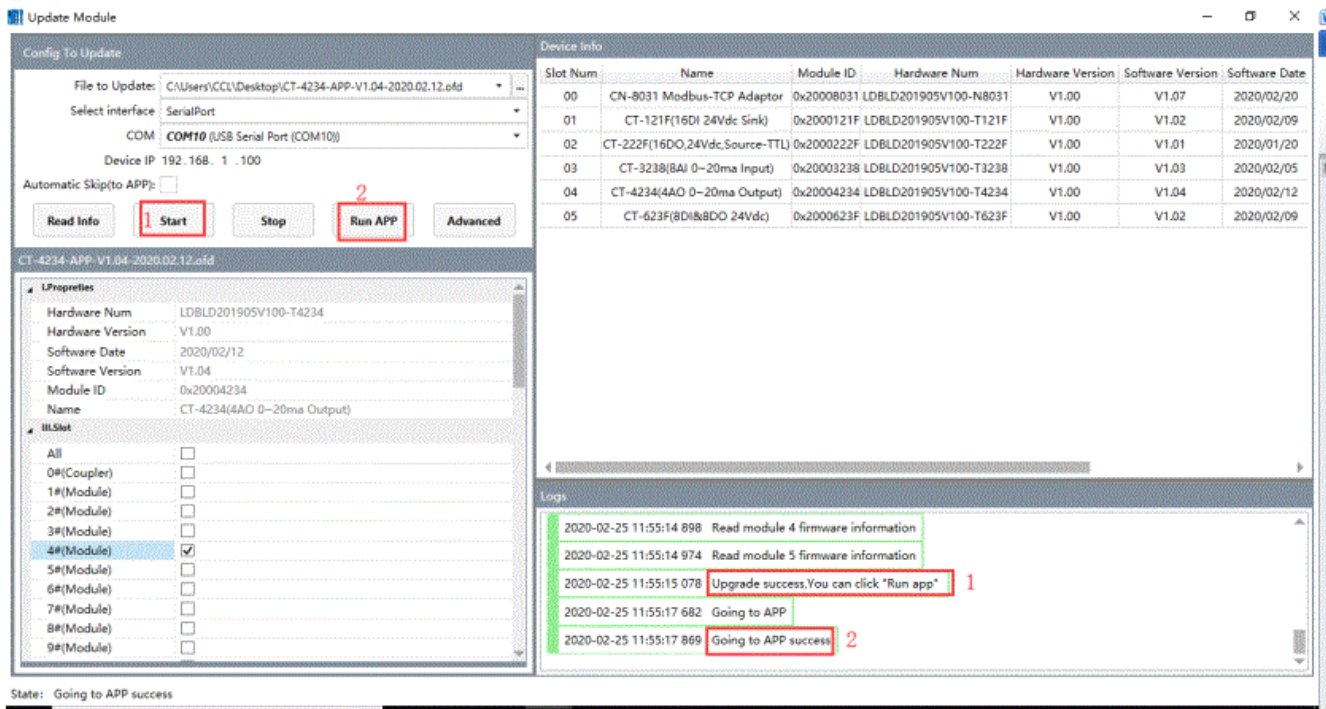 Update Module
Config To Update
File to Update: C:\Users\CCL\Desktop\CT-4234-APP-V1.04-2020.02.12.ofd ...
Select interface SerialPort
COM COM10 (USB Serial Port (COM10))
Device IP 192.168. 1 .100
Automatic Skip(to APP):
2
Read Info 1 Start Stop Run APP Advanced
CT-4234-APP-V1.04-2020.02.12.ofd
I.Propreties
Hardware Num LDBLD201905V100-T4234
Hardware Version V1.00
Software Date 2020/02/12
Software Version V1.04
Module ID 0x20004234
Name CT-4234(4AO 0~20ma Output)
III.Slot
All
0#(Coupler)
1#(Module)
2#(Module)
3#(Module)
4#(Module)
5#(Module)
6#(Module)
7#(Module)
8#(Module)
9#(Module)
Device Info
Slot Num Name Module ID Hardware Num Hardware Version Software Version Software Date
00 CN-8031 Modbus-TCP Adaptor 0x20008031 LDBLD201905V100-N8031 V1.00 V1.07 2020/02/20
01 CT-121F(16DI 24Vdc Sink) 0x2000121F LDBLD201905V100-T121F V1.00 V1.02 2020/02/09
02 CT-222F(16DO,24Vdc,Source-TTL) 0x2000222F LDBLD201905V100-T222F V1.00 V1.01 2020/01/20
03 CT-3238(8AI 0~20ma Input) 0x20003238 LDBLD201905V100-T3238 V1.00 V1.03 2020/02/05
04 CT-4234(4AO 0~20ma Output) 0x20004234 LDBLD201905V100-T4234 V1.00 V1.04 2020/02/12
05 CT-623F(8DI&8DO 24Vdc) 0x2000623F LDBLD201905V100-T623F V1.00 V1.02 2020/02/09
Logs
2020-02-25 11:55:14 898 Read module 4 firmware information
2020-02-25 11:55:14 974 Read module 5 firmware information
2020-02-25 11:55:15 078 Upgrade success,You can click "Run app" 1
2020-02-25 11:55:17 682 Going to APP
2020-02-25 11:55:17 869 Going to APP success 2
State: Going to APP success